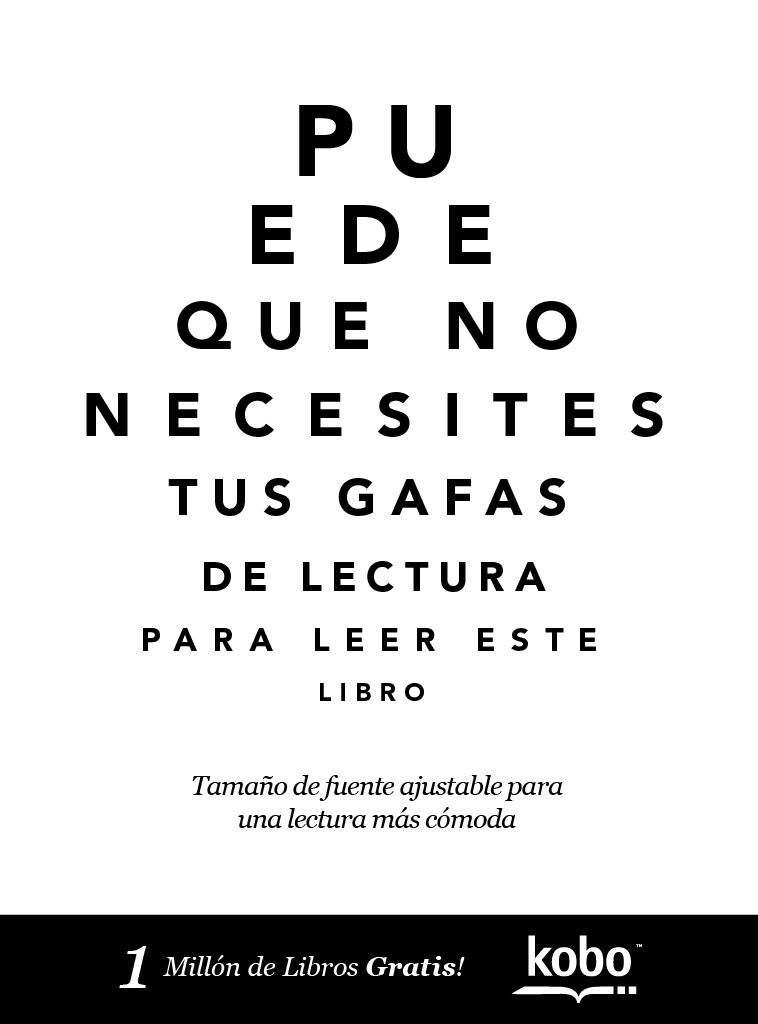 PU
EDE
QUE NO
NECESITES
TUS GAFAS
DE LECTURA
PARA LEER ESTE
LIBRO
Tamaño de fuente ajustable para
una lectura más cómoda
1 Millón de Libros Gratis!
kobo™